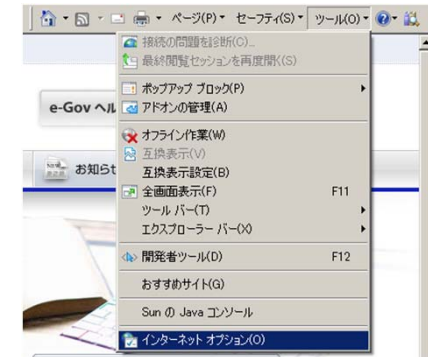 ページ(P) セーフティ(S) ツール(O)
接続の問題を診断(C)...
最終閲覧セッションを再度開く(S)
ポップアップ ブロック(P)
e-Gov ヘル
アドオンの管理(A)
オフライン作業(W)
互換表示(V)
お知らせ
互換表示設定(B)
全画面表示(F) F11
ツール バー(T)
エクスプローラー バー(X)
開発者ツール(D) F12
おすすめサイト(G)
Sun の Java コンソール
インターネット オプション(O)